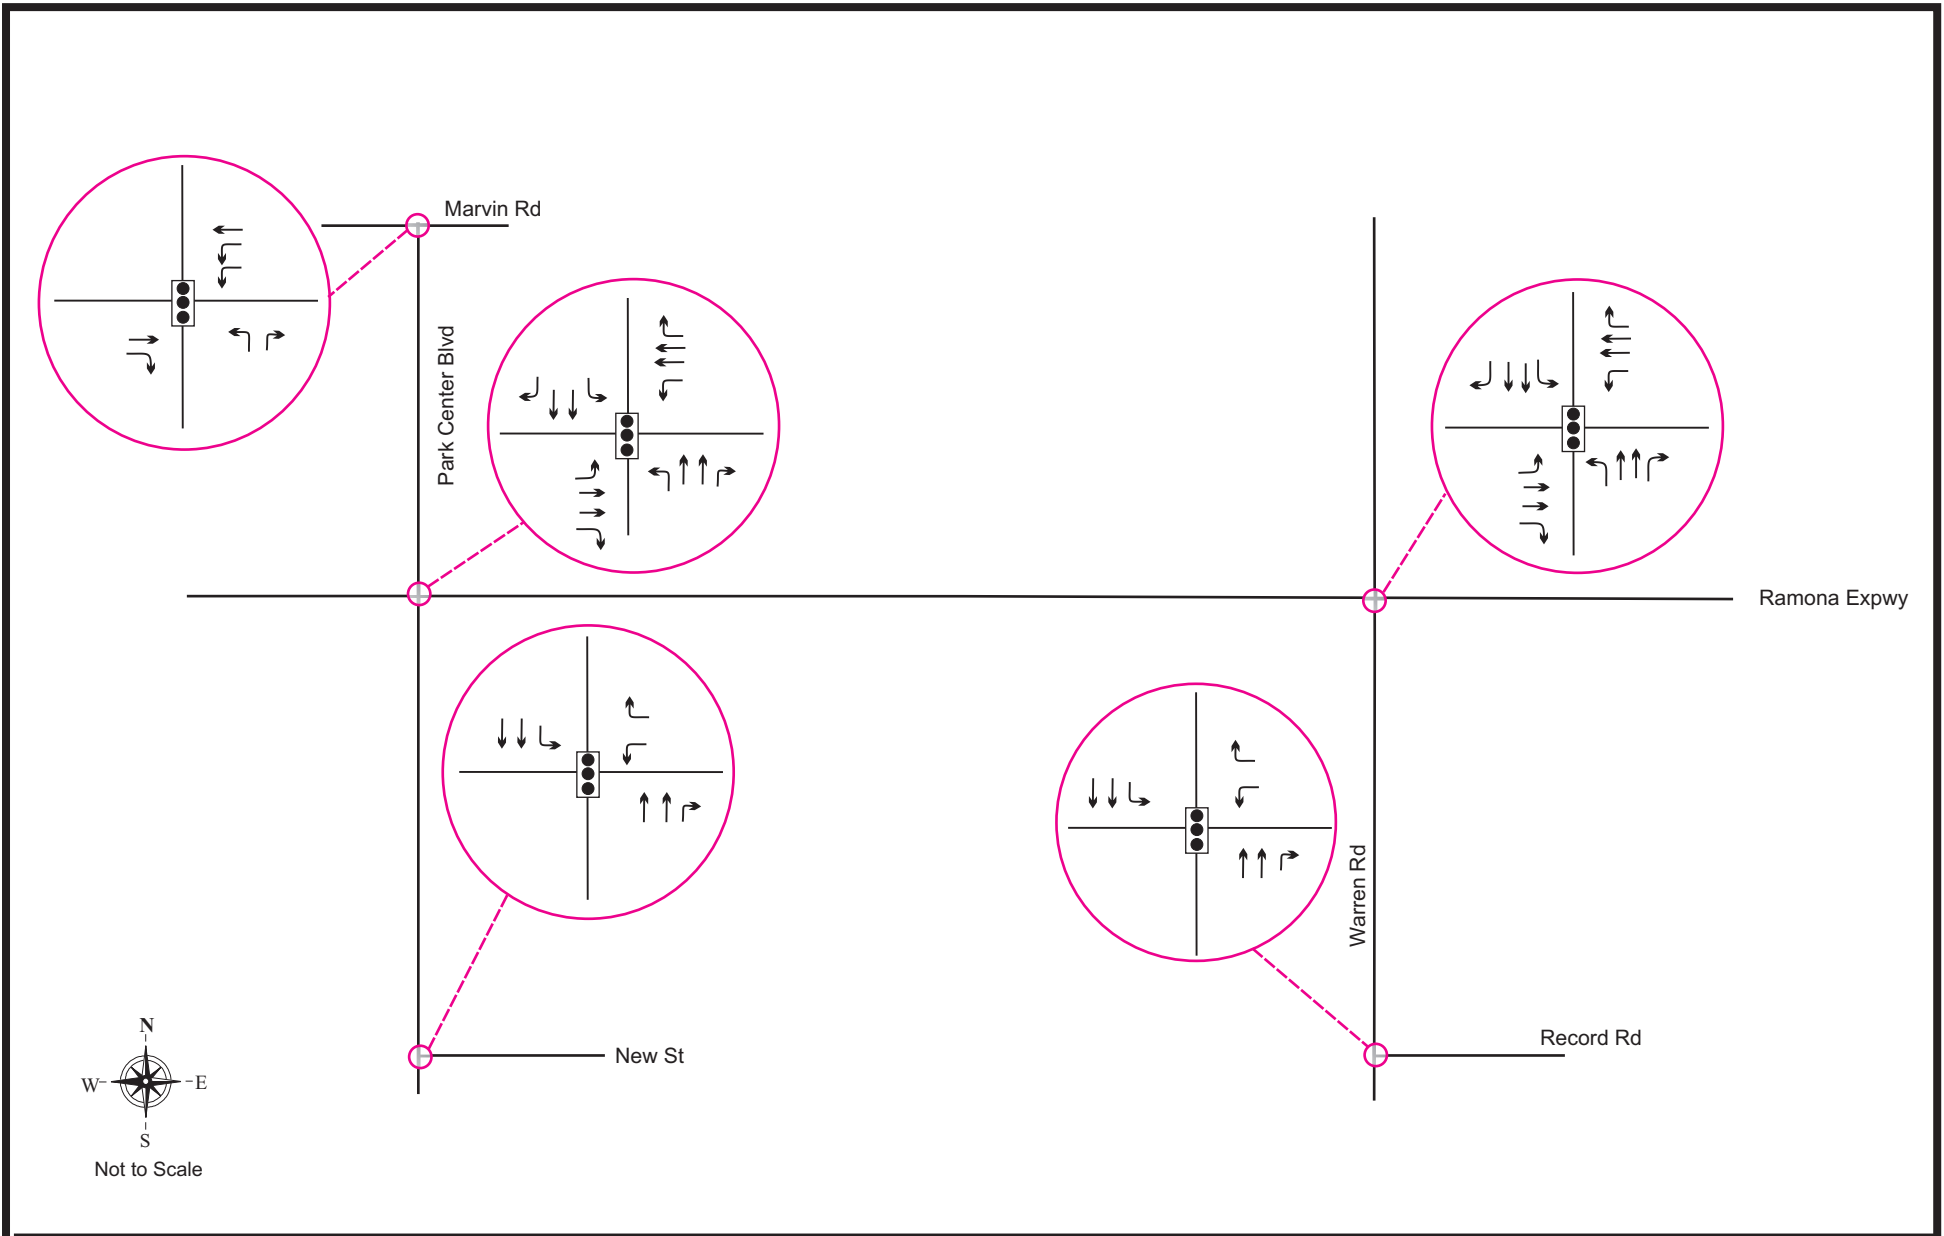 Marvin Rd
Park Center Blvd
Ramona Expwy
Warren Rd
New St
Record Rd
N
W
E
S
Not to Scale